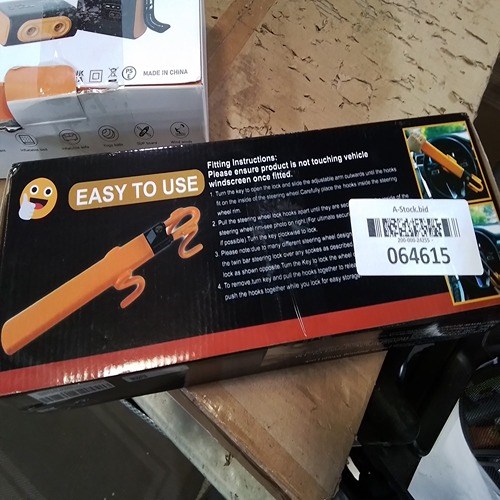 MADE IN CHINA
EASY TO USE
Fitting Instructions:
Please ensure product is not touching vehicle
windscreen once fitted.
1. Turn the key to open the lock and slide the adjustable arm outwards until the hooks
fit on the inside of the steering wheel. Carefully place the hooks inside the steering
wheel rim.
2. Pull the steering wheel lock hooks apart until they are
steering wheel rim-see photo on right.(For ultimate
if possible).Turn the key clockwise to lock.
3. Please note due to many different steering wheel
the twin bar steering lock over any spokes as described
lock as shown opposite. Turn the Key to lock the wheel
4. To remove turn key and pull the hooks together to
push the hooks together while you lock for easy storage
A-Stock.bid
064615